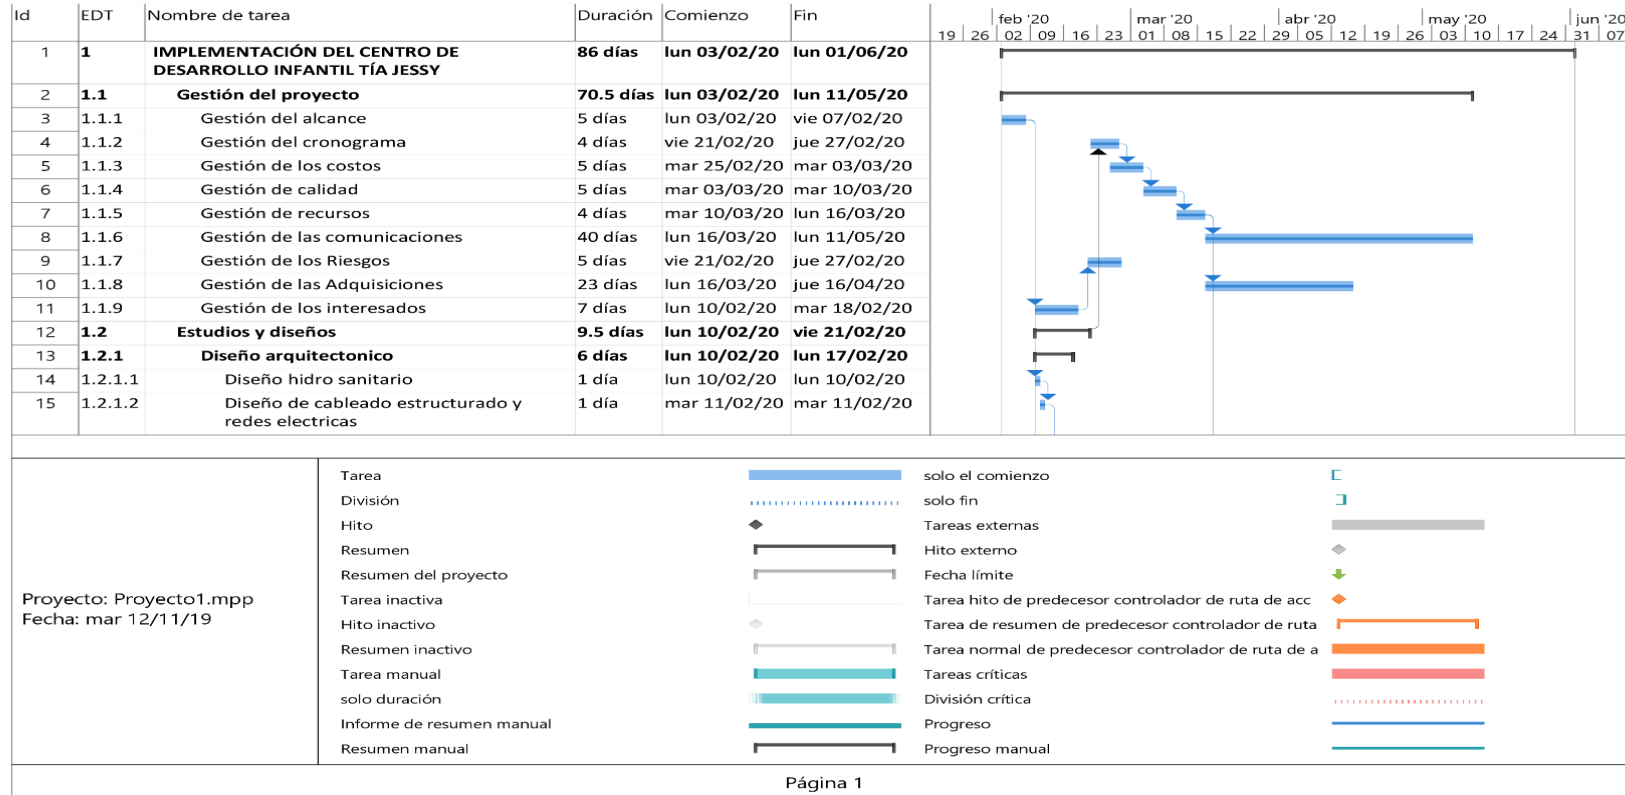 Id EDT Nombre de tarea Duración Comienzo Fin
feb '20 mar '20 abr '20 may '20 jun '20
19 26 02 09 16 23 01 08 15 22 29 05 12 19 26 03 10 17 24 31 07
1 1 IMPLEMENTACIÓN DEL CENTRO DE 86 días lun 03/02/20 lun 01/06/20
DESARROLLO INFANTIL TÍA JESSY
2 1.1 Gestión del proyecto 70.5 días lun 03/02/20 lun 11/05/20
3 1.1.1 Gestión del alcance 5 días lun 03/02/20 vie 07/02/20
4 1.1.2 Gestión del cronograma 4 días vie 21/02/20 jue 27/02/20
5 1.1.3 Gestión de los costos 5 días mar 25/02/20 mar 03/03/20
6 1.1.4 Gestión de calidad 5 días mar 03/03/20 mar 10/03/20
7 1.1.5 Gestión de recursos 4 días mar 10/03/20 lun 16/03/20
8 1.1.6 Gestión de las comunicaciones 40 días lun 16/03/20 lun 11/05/20
9 1.1.7 Gestión de los Riesgos 5 días vie 21/02/20 jue 27/02/20
10 1.1.8 Gestión de las Adquisiciones 23 días lun 16/03/20 jue 16/04/20
11 1.1.9 Gestión de los interesados 7 días lun 10/02/20 mar 18/02/20
12 1.2 Estudios y diseños 9.5 días lun 10/02/20 vie 21/02/20
13 1.2.1 Diseño arquitectonico 6 días lun 10/02/20 lun 17/02/20
14 1.2.1.1 Diseño hidro sanitario 1 día lun 10/02/20 lun 10/02/20
15 1.2.1.2 Diseño de cableado estructurado y 1 día mar 11/02/20 mar 11/02/20
redes electricas
Proyecto: Proyecto1.mpp
Fecha: mar 12/11/19
Tarea
División
Hito
Resumen
Resumen del proyecto
Tarea inactiva
Hito inactivo
Resumen inactivo
Tarea manual
solo duración
Informe de resumen manual
Resumen manual
solo el comienzo
solo fin
Tareas externas
Hito externo
Fecha límite
Tarea hito de predecesor controlador de ruta de acc
Tarea de resumen de predecesor controlador de ruta
Tarea normal de predecesor controlador de ruta de a
Tareas críticas
División crítica
Progreso
Progreso manual
Página 1